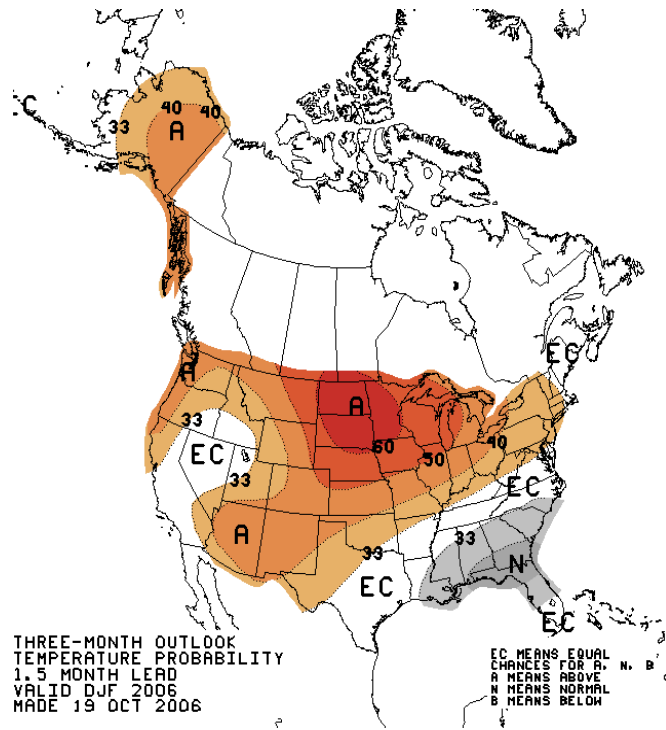 EC
40
40
33
A
EC
A
A
33
60
50
40
EC
33
EC
A
33
33
N
EC
EC
THREE-MONTH OUTLOOK
TEMPERATURE PROBABILITY
1.5 MONTH LEAD
VALID DJF 2006
MADE 19 OCT 2006
EC MEANS EQUAL
CHANCES FOR A, N, B
A MEANS ABOVE
N MEANS NORMAL
B MEANS BELOW